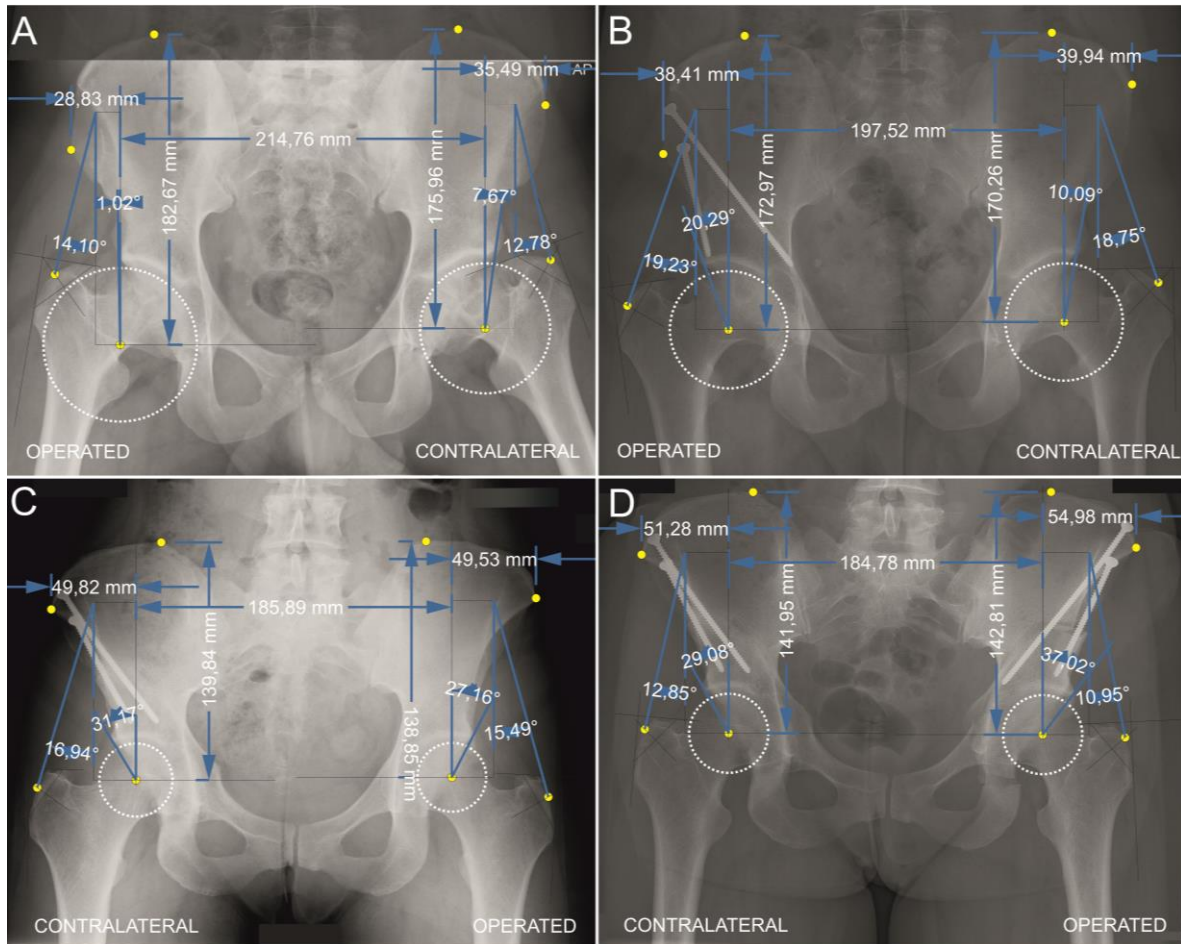 A
182,67 mm
175,96 mm
35,49 mm
AP
28,83 mm
214,76 mm
1,02°
7,67°
14,10°
12,78°
OPERATED
CONTRALATERAL
B
39,94 mm
38,41 mm
197,52 mm
172,97 mm
170,26 mm
20,29°
10,09°
19,23°
18,75°
OPERATED
CONTRALATERAL
C
49,82 mm
49,53 mm
185,89 mm
139,84 mm
138,85 mm
31,17°
27,16°
16,94°
15,49°
CONTRALATERAL
OPERATED
D
51,28 mm
54,98 mm
184,78 mm
141,95 mm
142,81 mm
29,08°
37,02°
12,85°
10,95°
CONTRALATERAL
OPERATED